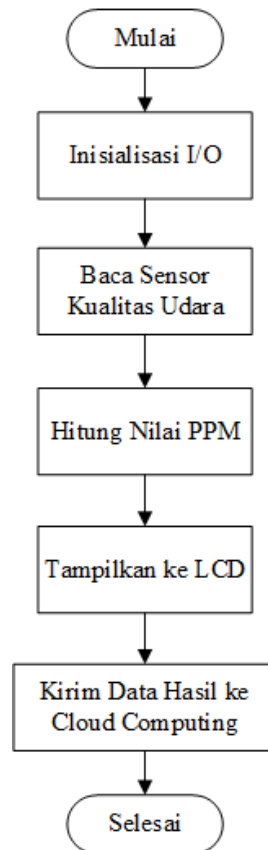 Mulai
Inisialisasi I/O
Baca Sensor
Kualitas Udara
Hitung Nilai PPM
Tampilkan ke LCD
Kirim Data Hasil ke
Cloud Computing
Selesai